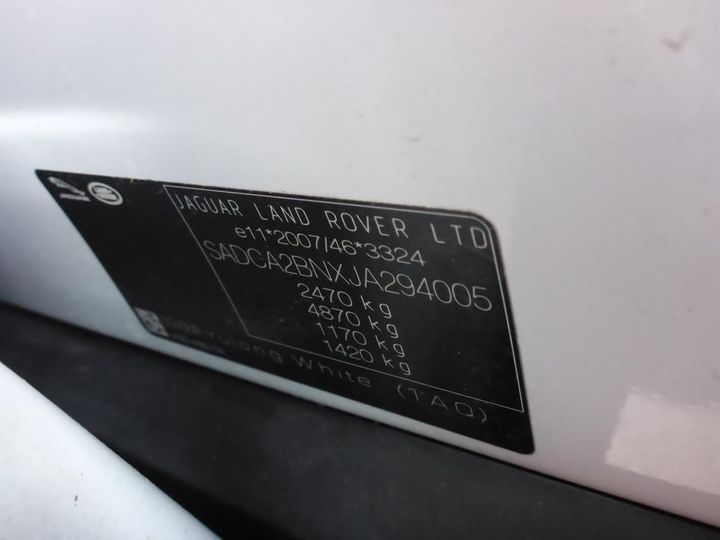 JAGUAR LAND ROVER LTD
e11*2007/46*3324
SADCA2BNXJA294005
2470 kg
4870 kg
1170 kg
1420 kg
Yulong White (1AQ)